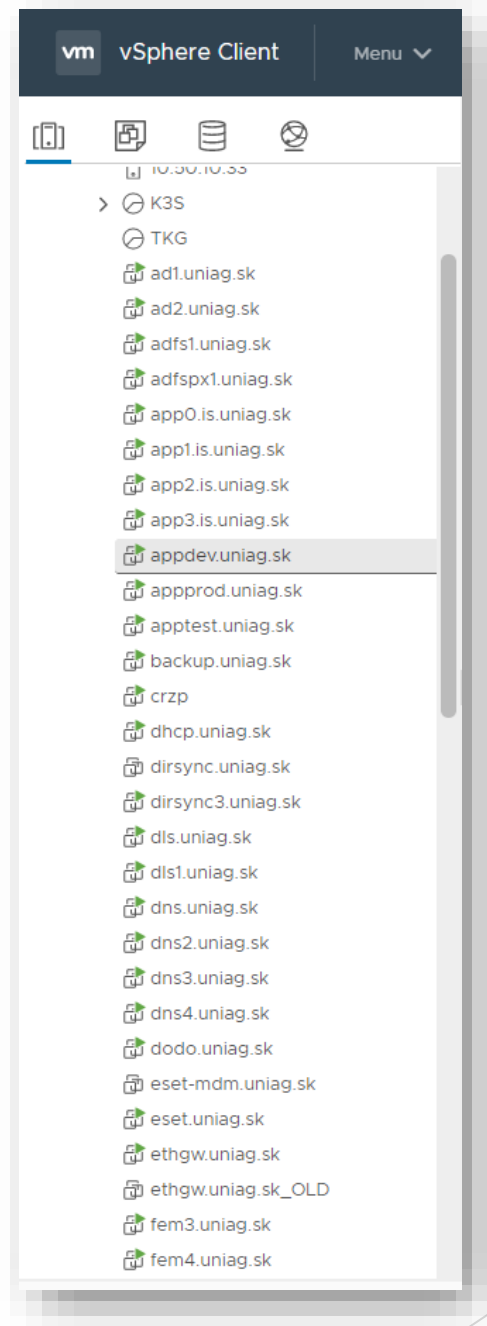 vm vSphere Client Menu
10.50.10.33
K3S
TKG
ad1.uniag.sk
ad2.uniag.sk
adfs1.uniag.sk
adfspx1.uniag.sk
app0.is.uniag.sk
app1.is.uniag.sk
app2.is.uniag.sk
app3.is.uniag.sk
appdev.uniag.sk
appprod.uniag.sk
apptest.uniag.sk
backup.uniag.sk
crzp
dhcp.uniag.sk
dirsync.uniag.sk
dirsync3.uniag.sk
dls.uniag.sk
dls1.uniag.sk
dns.uniag.sk
dns2.uniag.sk
dns3.uniag.sk
dns4.uniag.sk
dodo.uniag.sk
eset-mdm.uniag.sk
eset.uniag.sk
ethgw.uniag.sk
ethgw.uniag.sk_OLD
fem3.uniag.sk
fem4.uniag.sk